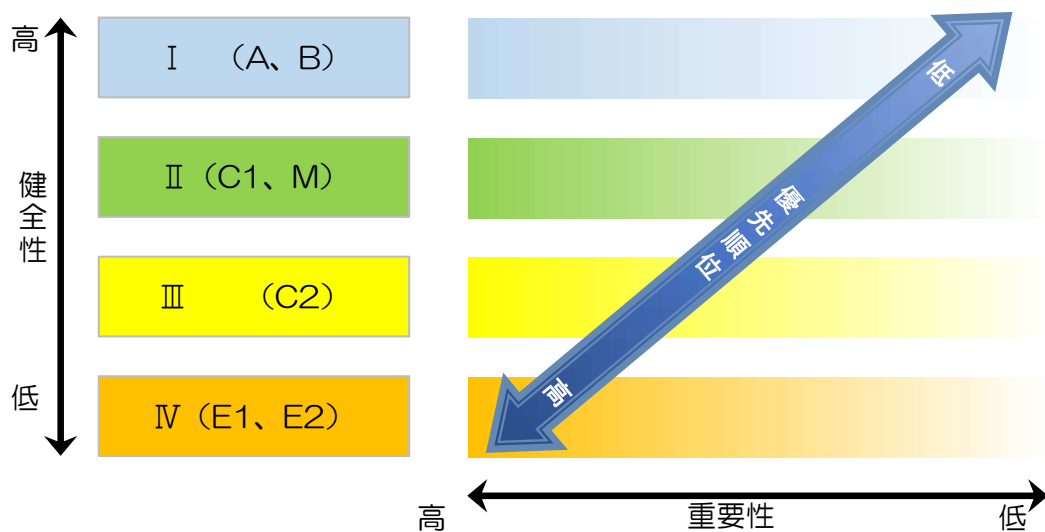 高
健全性
低
Ⅰ （A、B）
Ⅱ（C1、M）
Ⅲ （C2）
Ⅳ（E1、E2）
低
優先順位
高
高
重要性
低